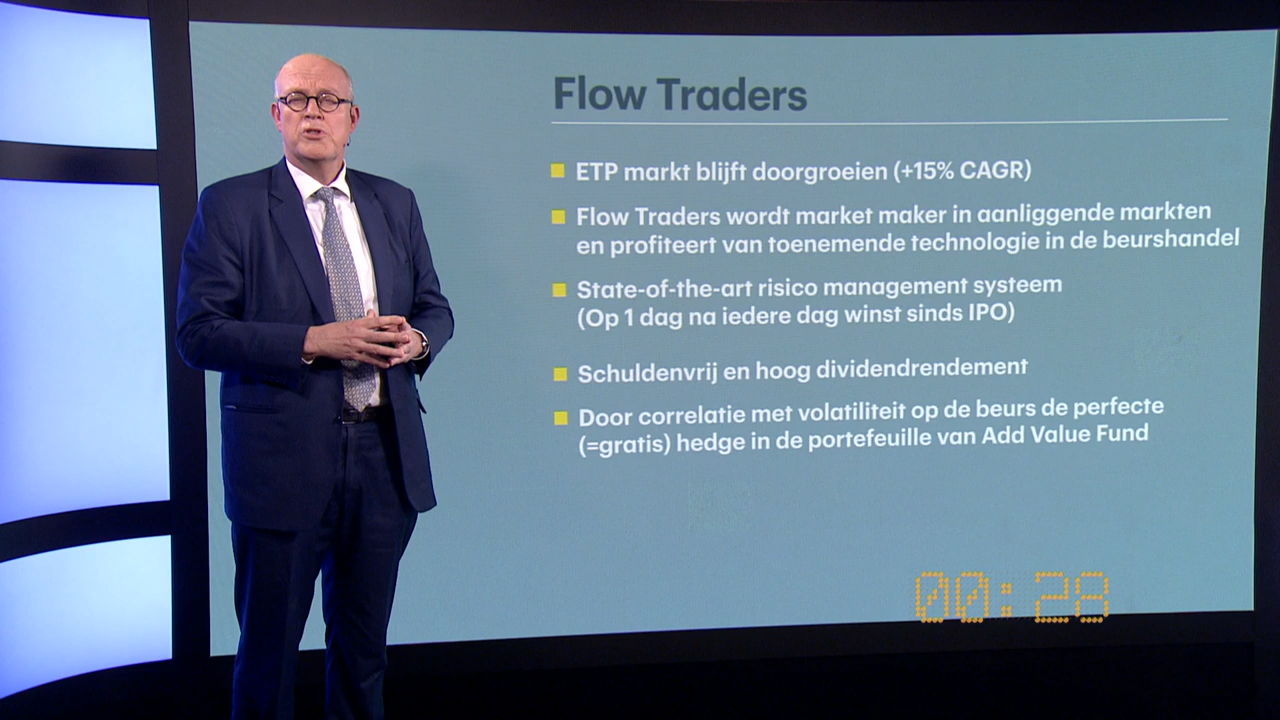 Flow Traders
ETP markt blijft doorgroeien (+15% CAGR)
Flow Traders wordt market maker in aanliggende markten
en profiteert van toenemende technologie in de beurshandel
State-of-the-art risico management systeem
(Op 1 dag na iedere dag winst sinds IPO)
Schuldenvrij en hoog dividendrendement
Door correlatie met volatiliteit op de beurs de perfecte
(=gratis) hedge in de portefeuille van Add Value Fund
00:28